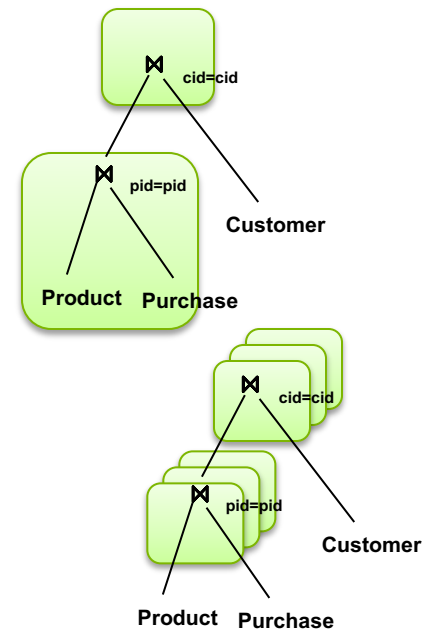 ⋈ cid=cid
⋈ pid=pid
Customer
Product Purchase
⋈ cid=cid
⋈ pid=pid
Customer
Product Purchase